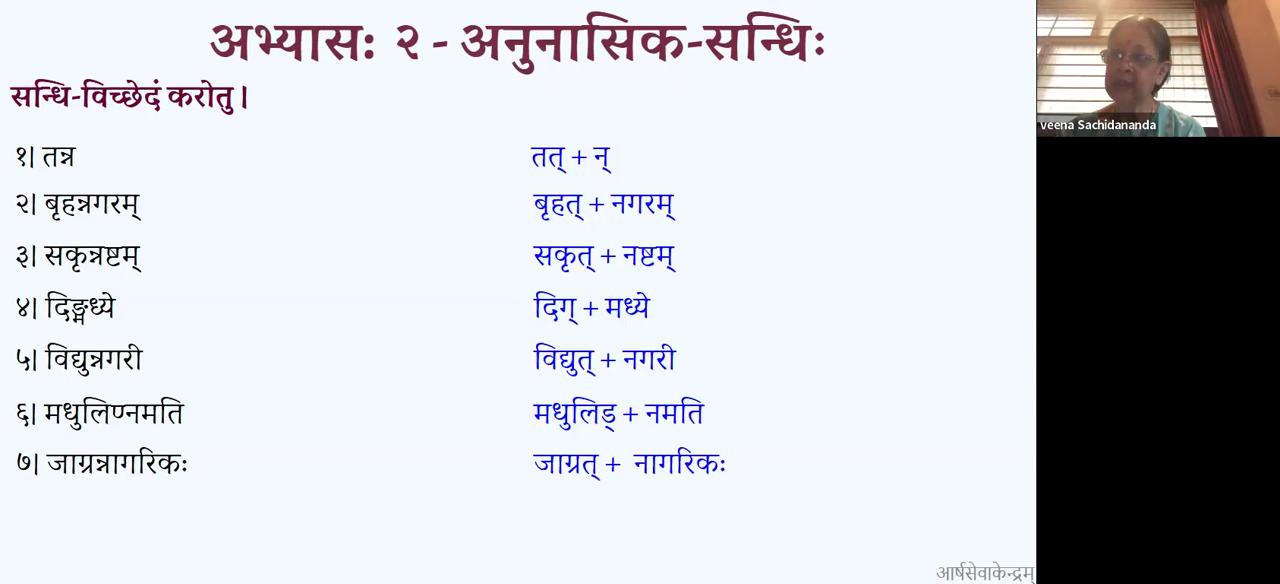 अभ्यासः २ - अनुनासिक-सन्धिः
सन्धि-विच्छेदं करोतु।
१। तन्न तत् + न्
२। बृहन्नगरम् बृहत् + नगरम्
३। सकृन्नष्टम् सकृत् + नष्टम्
४। दिङ्मध्ये दिग् + मध्ये
५। विद्युन्नगरी विद्युत् + नगरी
६। मधुलिण्नमति मधुलिड् + नमति
७। जाग्रन्नागरिकः जाग्रत् + नागरिकः
veena Sachidananda
आर्षसेवाकेन्द्रम्